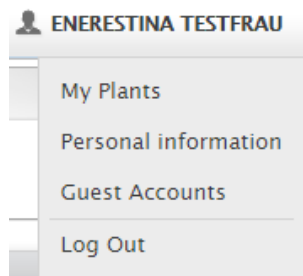 ENERESTINA TESTFRAU
My Plants
Personal information
Guest Accounts
Log Out